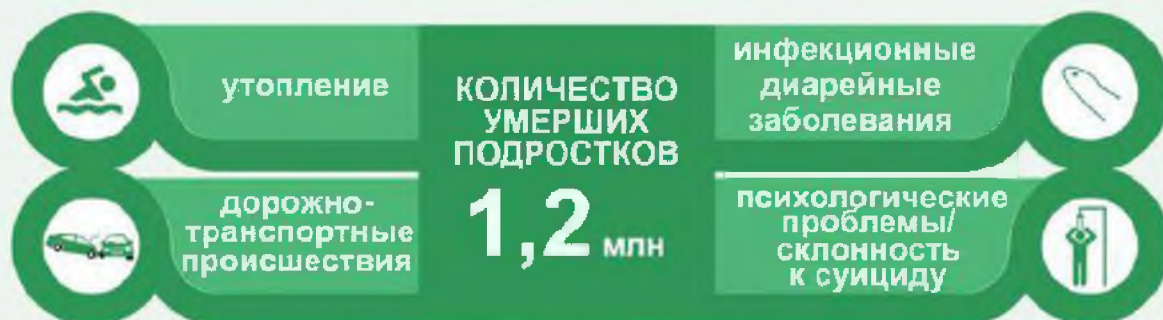 утопление
дорожно-
транспортные
происшествия
КОЛИЧЕСТВО
УМЕРШИХ
ПОДРОСТКОВ
1,2 млн
инфекционные
диарейные
заболевания
психологические
проблемы/
склонность
к суициду